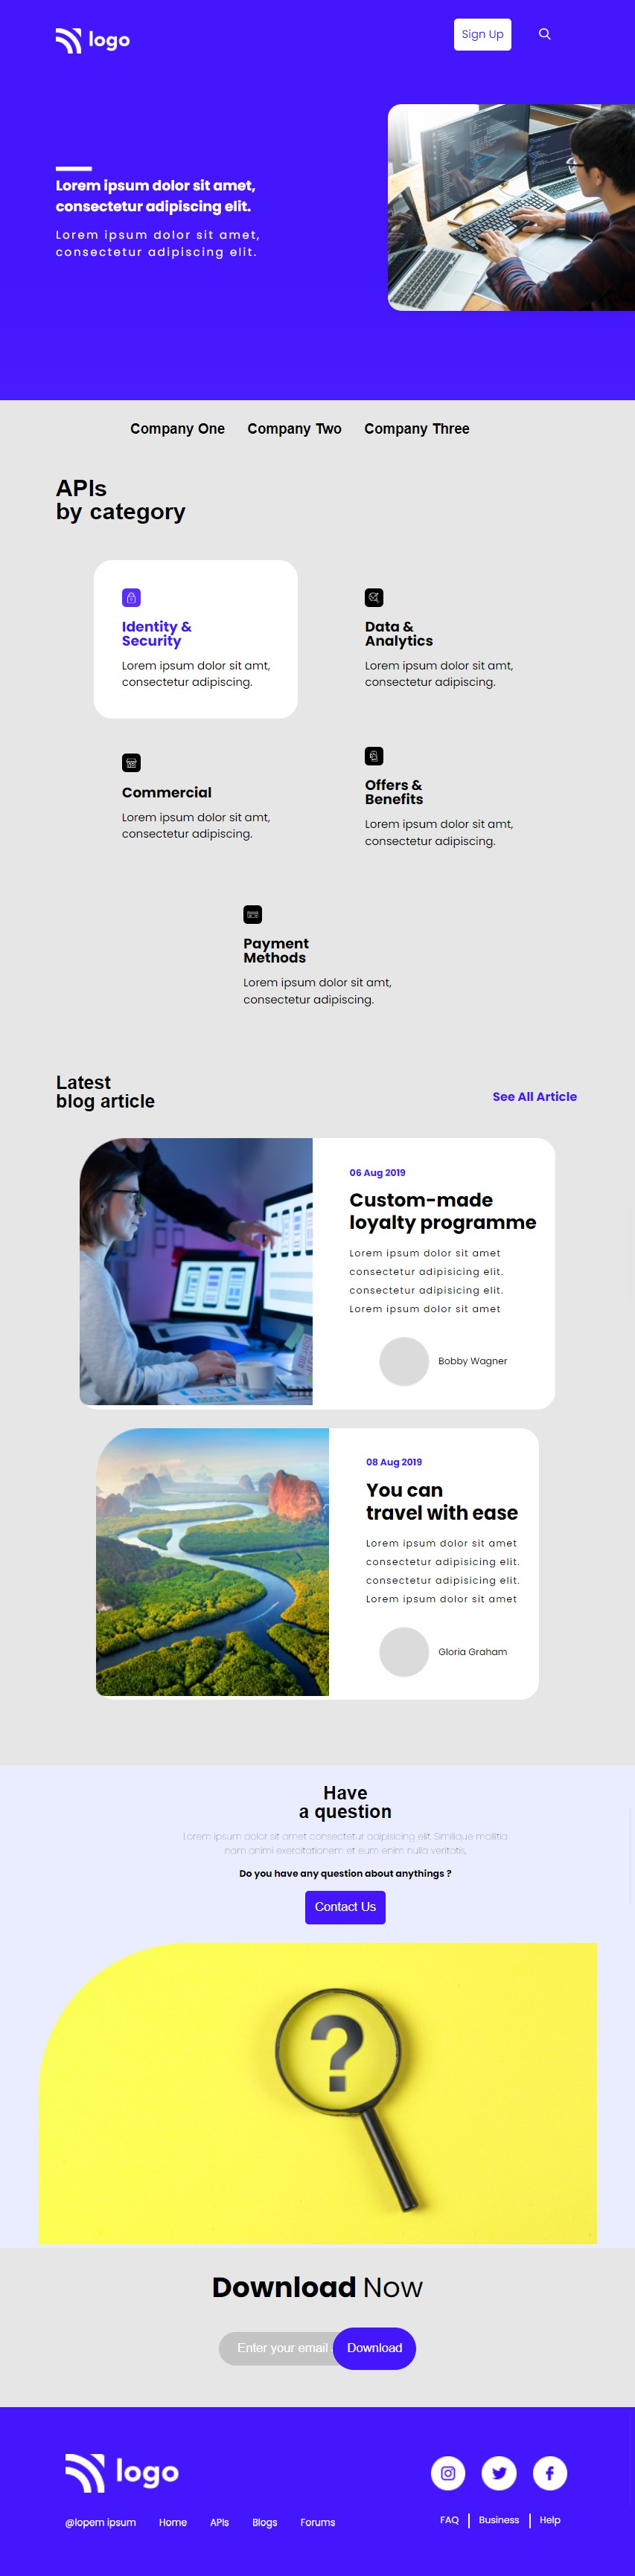 logo
Sign Up
Lorem ipsum dolor sit amet,
consectetur adipiscing elit.
Lorem ipsum dolor sit amet,
consectetur adipiscing elit.
Company One
Company Two
Company Three
APIs
by category
Identity &
Security
Lorem ipsum dolor sit amt,
consectetur adipiscing.
Data &
Analytics
Lorem ipsum dolor sit amt,
consectetur adipiscing.
Commercial
Lorem ipsum dolor sit amt,
consectetur adipiscing.
Offers &
Benefits
Lorem ipsum dolor sit amt,
consectetur adipiscing.
Payment
Methods
Lorem ipsum dolor sit amt,
consectetur adipiscing.
Latest
blog article
See All Article
06 Aug 2019
Custom-made
loyalty programme
Lorem ipsum dolor sit amet
consectetur adipisicing elit.
consectetur adipisicing elit.
Lorem ipsum dolor sit amet
Bobby Wagner
08 Aug 2019
You can
travel with ease
Lorem ipsum dolor sit amet
consectetur adipisicing elit.
consectetur adipisicing elit.
Lorem ipsum dolor sit amet
Gloria Graham
Have
a question
Lorem ipsum dolor sit amet consectetur adipisicing elit. Similique mollitia
nam animi exercitationem et eum enim nulla veritatis,
Do you have any question about anythings ?
Contact Us
?
Download Now
Enter your email
Download
logo
@lopem ipsum
Home
APIs
Blogs
Forums
FAQ
Business
Help